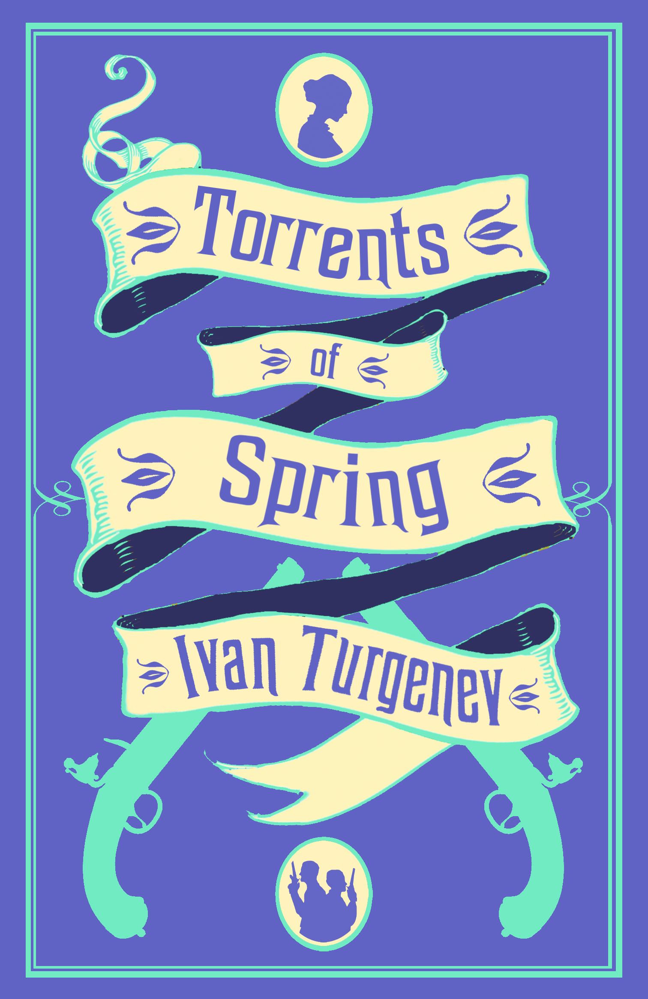 Torrents
of
Spring
Ivan Turgenev